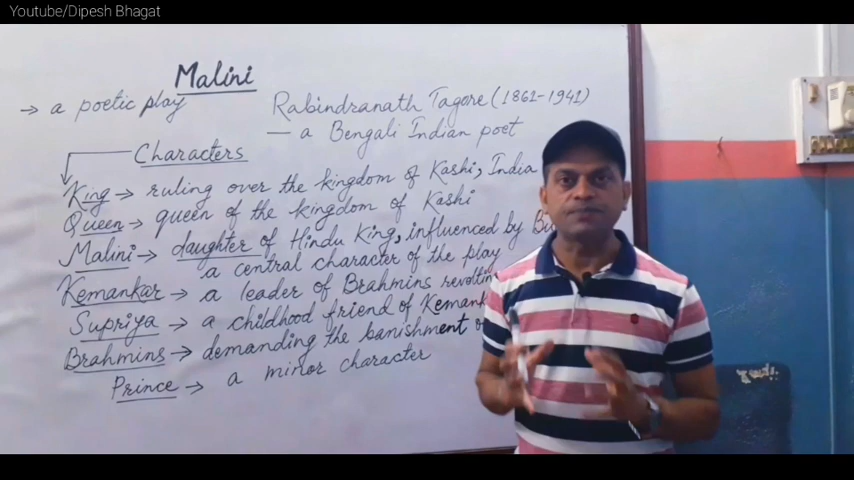 Youtube/Dipesh Bhagat
Malini
→ a poetic play
Rabindranath Tagore (1861-1941)
— a Bengali Indian poet
Characters
King → ruling over the kingdom of Kashi, India
Queen → queen of the kingdom of Kashi
Malini → daughter of Hindu King, influenced by
a central character of the play
Kemankar → a leader of Brahmins
Supriya → a childhood friend of
Brahmins → demanding the banishment
Prince → a minor character